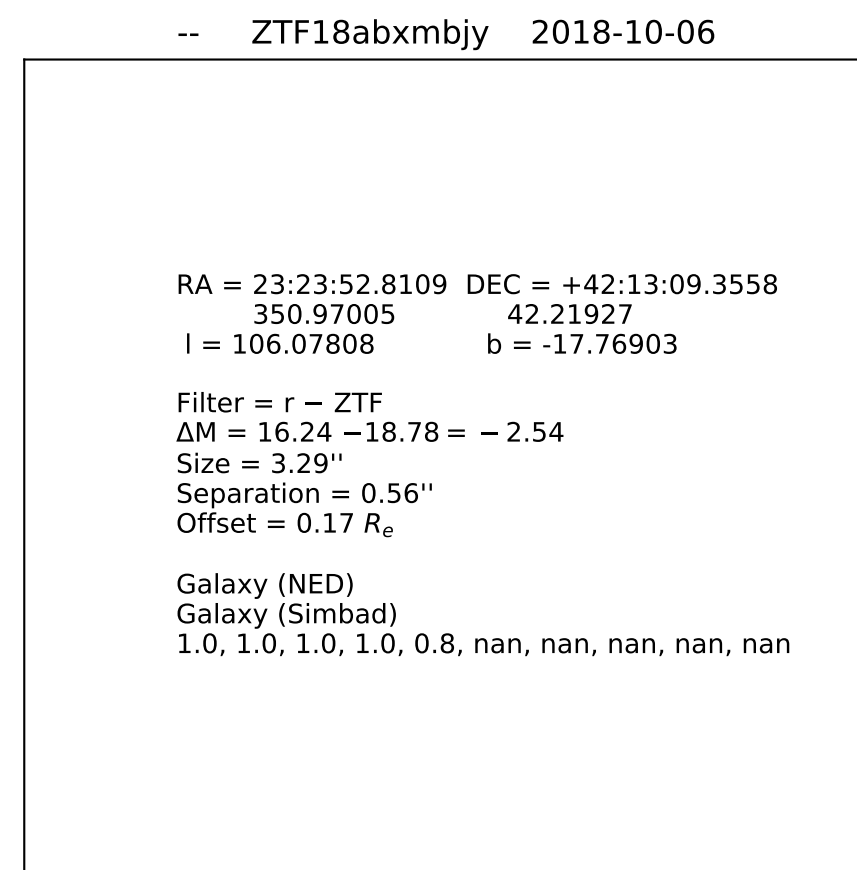 -- ZTF18abxmbjy 2018-10-06
RA = 23:23:52.8109 DEC = +42:13:09.3558
350.97005 42.21927
l = 106.07808 b = -17.76903
Filter = r − ZTF
ΔM = 16.24 −18.78 = − 2.54
Size = 3.29''
Separation = 0.56''
Offset = 0.17 Rₑ
Galaxy (NED)
Galaxy (Simbad)
1.0, 1.0, 1.0, 1.0, 0.8, nan, nan, nan, nan, nan